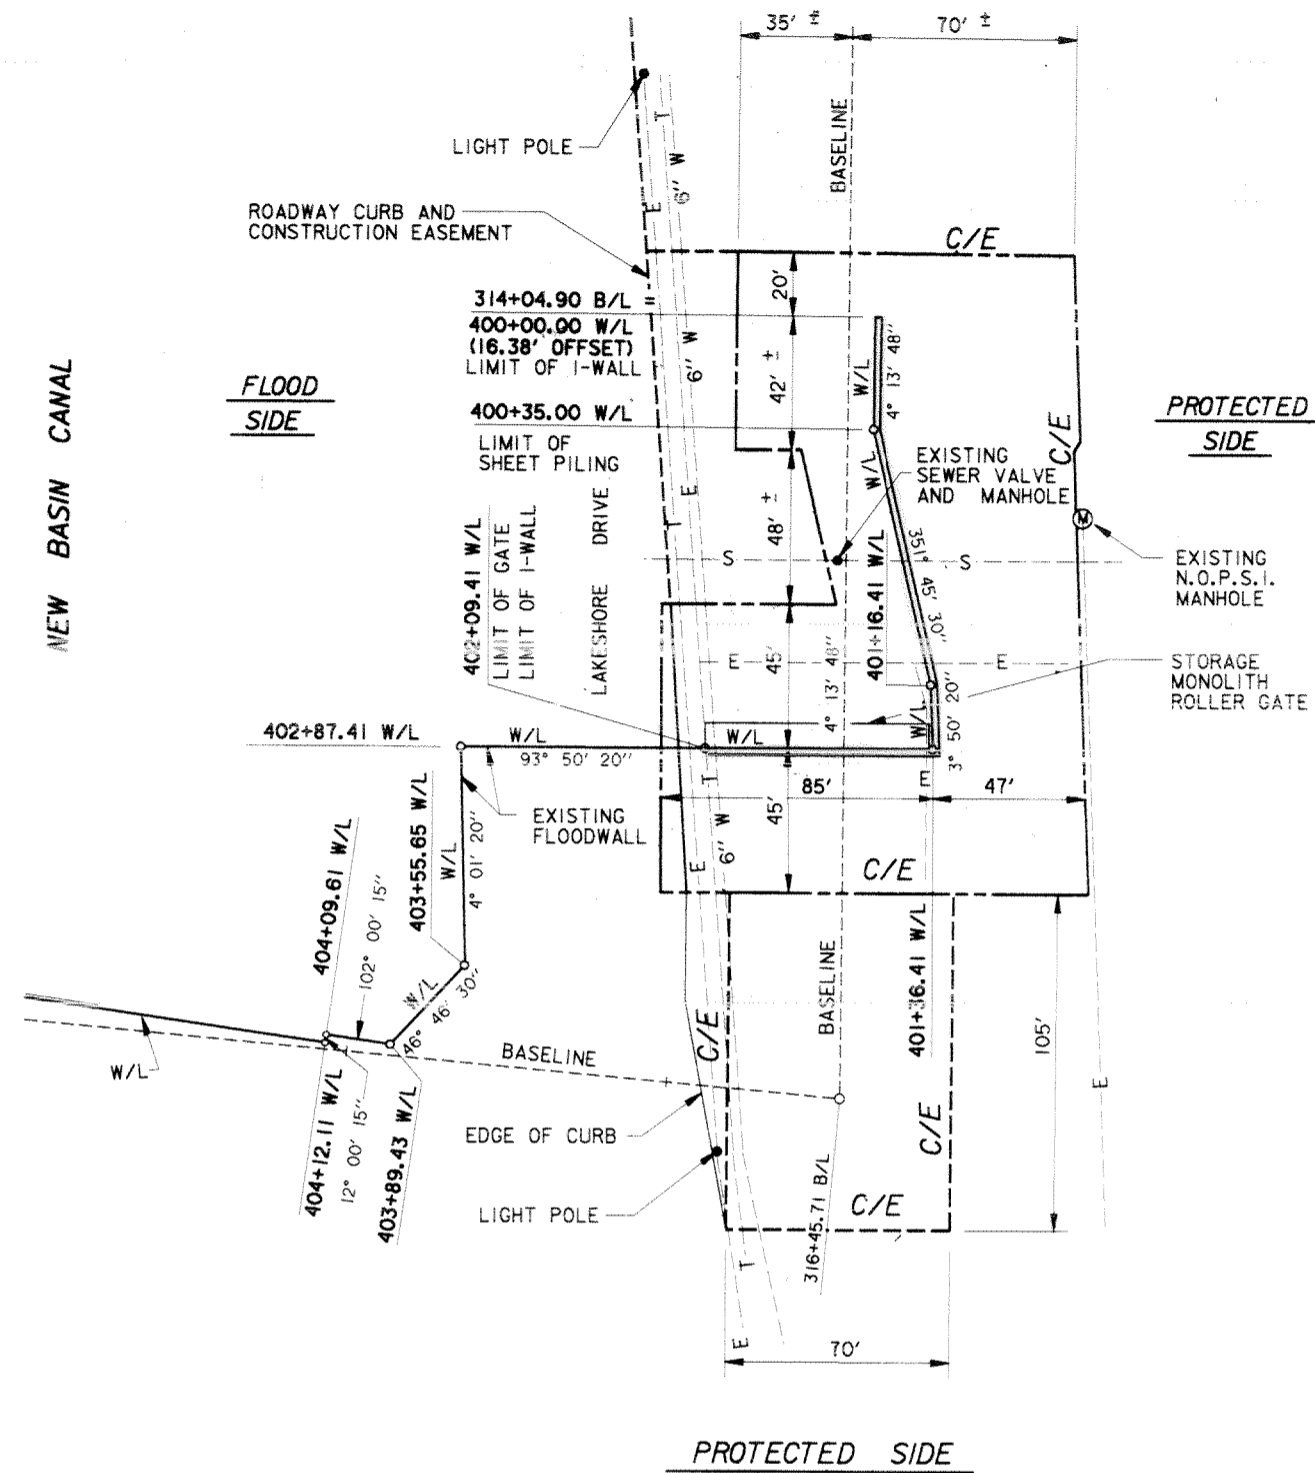 35' ±
70' ±
BASELINE
LIGHT POLE
T
6" W
E
ROADWAY CURB AND
CONSTRUCTION EASEMENT
C/E
20'
314+04.90 B/L =
400+00.00 W/L
(16.38' OFFSET)
LIMIT OF I-WALL
6" W
42' ±
W/L
4° 13' 48"
NEW BASIN CANAL
FLOOD
SIDE
PROTECTED
SIDE
400+35.00 W/L
LIMIT OF
SHEET PILING
C/E
W/L
EXISTING
SEWER VALVE
AND MANHOLE
E
T
48' ±
M
402+09.41 W/L
LIMIT OF GATE
LIMIT OF I-WALL
LAKESHORE DRIVE
S
S
351° 45' 30"
401+16.41 W/L
EXISTING
N.O.P.S.I.
MANHOLE
45'
E
4° 13' 48"
E
STORAGE
MONOLITH
ROLLER GATE
402+87.41 W/L
W/L
93° 50' 20"
W/L
W/L
3° 50' 20"
T
85'
E
47'
EXISTING
FLOODWALL
45'
6" W
E
C/E
404+09.61 W/L
102° 00' 15"
403+55.65 W/L
W/L
4° 01' 20"
W/L
46° 46' 30"
BASELINE
401+36.41 W/L
C/E
105'
W/L
BASELINE
E
404+12.11 W/L
12° 00' 15"
403+89.43 W/L
EDGE OF CURB
C/E
LIGHT POLE
316+45.71 B/L
C/E
T
E
70'
PROTECTED SIDE